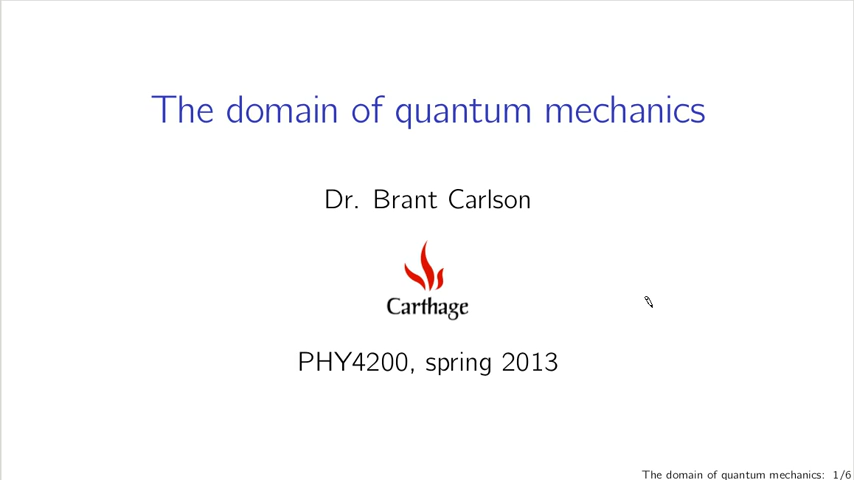 The domain of quantum mechanics
Dr. Brant Carlson
Carthage
PHY4200, spring 2013
The domain of quantum mechanics: 1/6